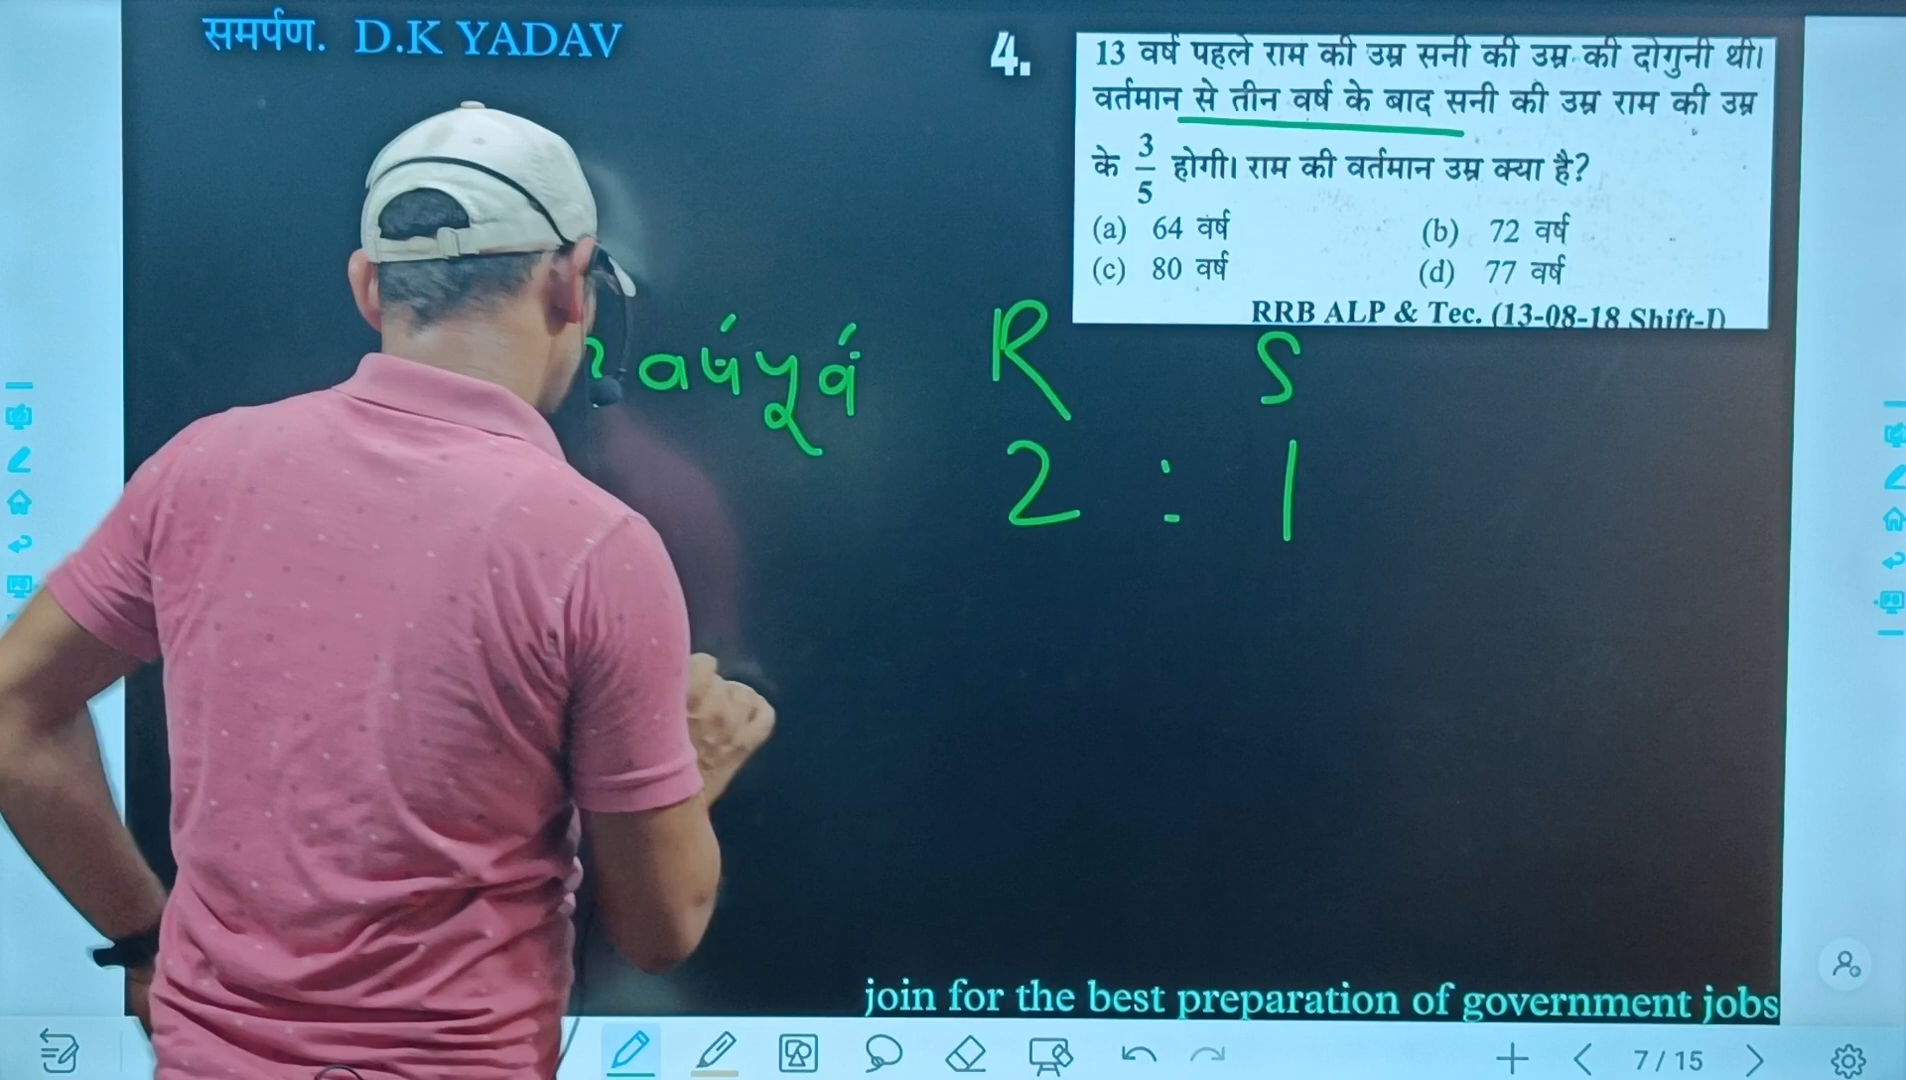 समर्पण. D.K YADAV
4.
13 वर्ष पहले राम की उम्र सनी की उम्र की दोगुनी थी।
वर्तमान से तीन वर्ष के बाद सनी की उम्र राम की उम्र
के 3/5 होगी। राम की वर्तमान उम्र क्या है?
(a) 64 वर्ष (b) 72 वर्ष
(c) 80 वर्ष (d) 77 वर्ष
RRB ALP & Tec. (13-08-18 Shift-I)
वर्ष पूर्व R S
2 : 1
join for the best preparation of government jobs
7/15